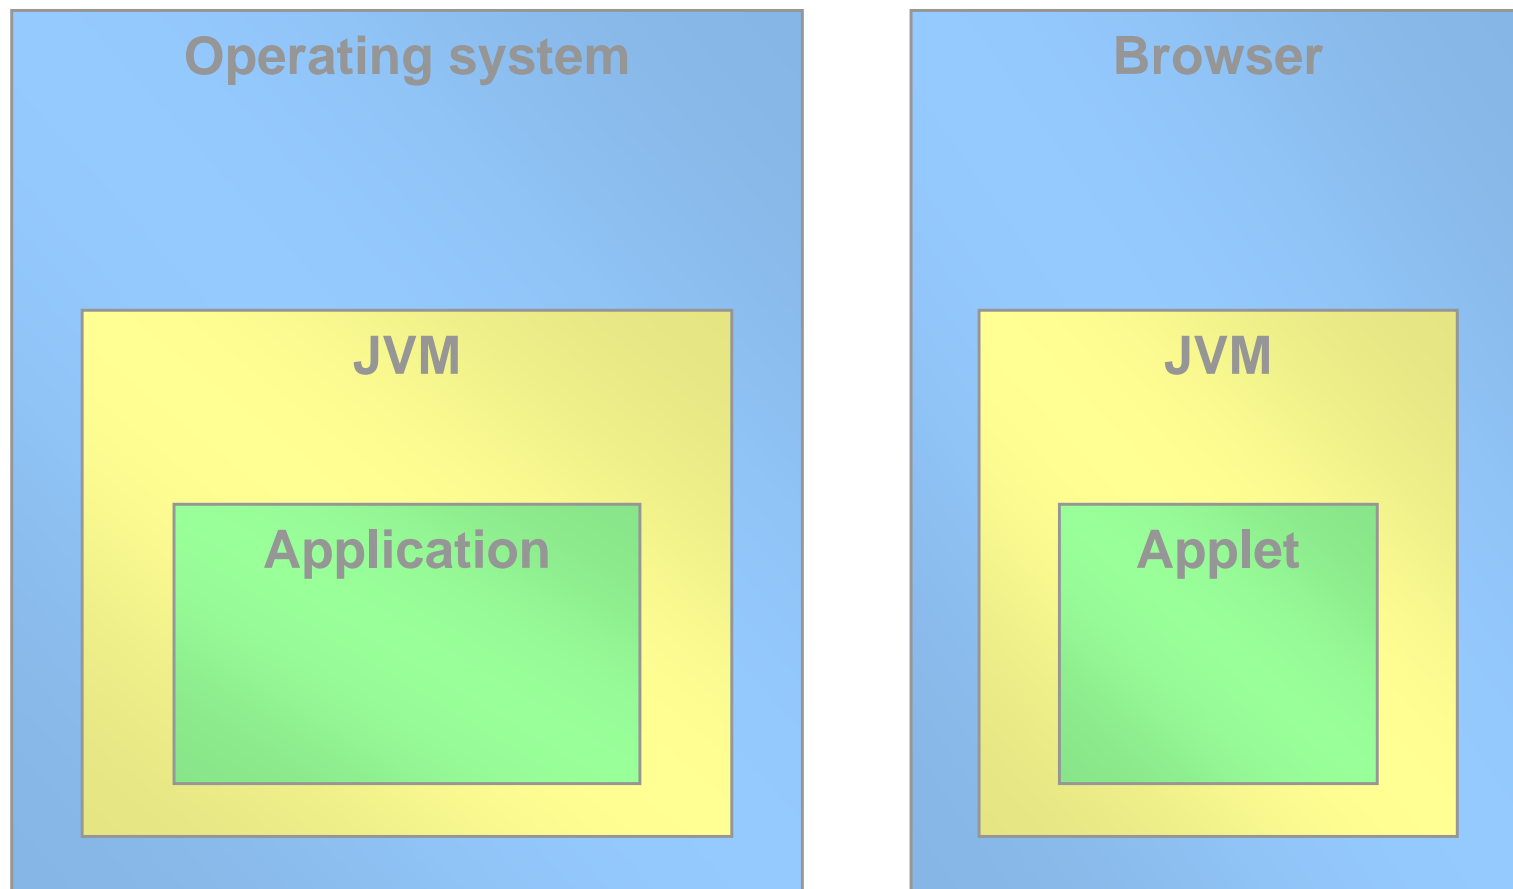 Operating system
JVM
Application
Browser
JVM
Applet